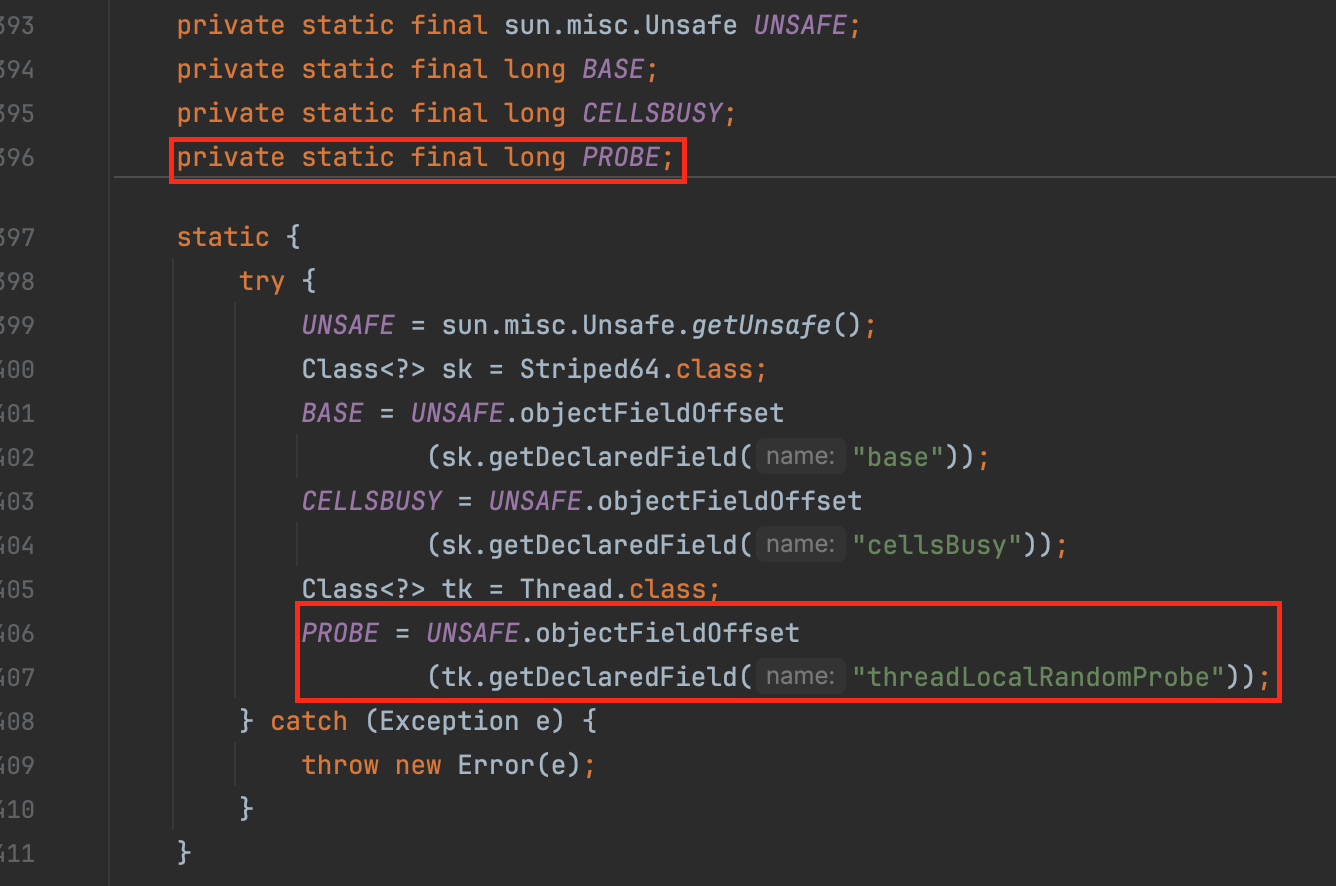 393 private static final sun.misc.Unsafe UNSAFE;
394 private static final long BASE;
395 private static final long CELLSBUSY;
396 private static final long PROBE;
397 static {
398 try {
399 UNSAFE = sun.misc.Unsafe.getUnsafe();
400 Class<?> sk = Striped64.class;
401 BASE = UNSAFE.objectFieldOffset
402 (sk.getDeclaredField( name: "base"));
403 CELLSBUSY = UNSAFE.objectFieldOffset
404 (sk.getDeclaredField( name: "cellsBusy"));
405 Class<?> tk = Thread.class;
406 PROBE = UNSAFE.objectFieldOffset
407 (tk.getDeclaredField( name: "threadLocalRandomProbe"));
408 } catch (Exception e) {
409 throw new Error(e);
410 }
411 }